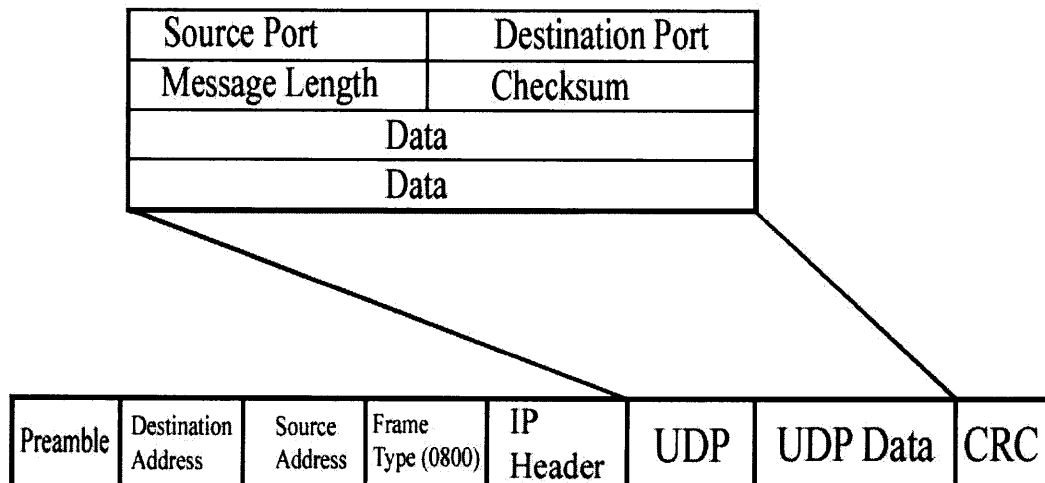 Source Port Destination Port
Message Length Checksum
Data
Data
Preamble
Destination
Address
Source
Address
Frame
Type (0800)
IP
Header
UDP
UDP Data
CRC